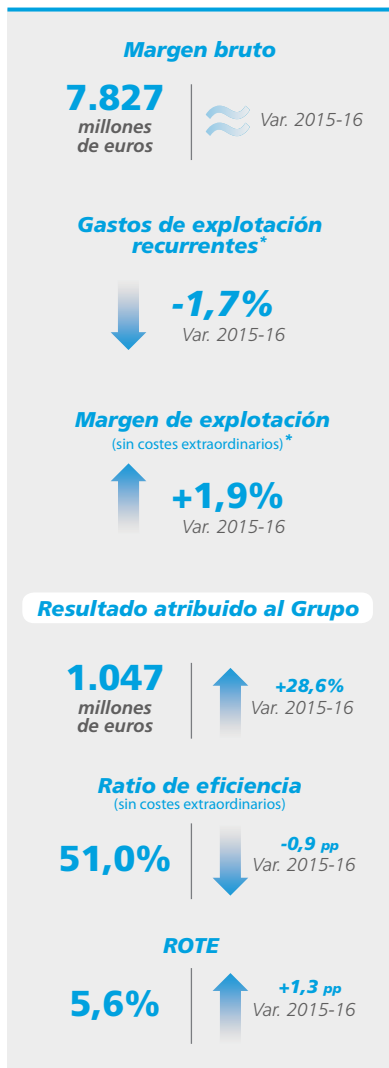 Margen bruto
7.827
millones
de euros
Var. 2015-16
Gastos de explotación
recurrentes*
-1,7%
Var. 2015-16
Margen de explotación
(sin costes extraordinarios)*
+1,9%
Var. 2015-16
Resultado atribuido al Grupo
1.047
millones
de euros
+28,6%
Var. 2015-16
Ratio de eficiencia
(sin costes extraordinarios)
51,0%
-0,9 pp
Var. 2015-16
ROTE
5,6%
+1,3 pp
Var. 2015-16